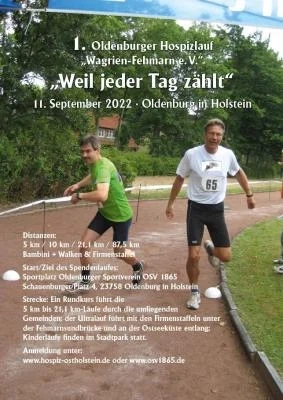 1. Oldenburger Hospizlauf
„Wagrien-Fehmarn e.V."
„Weil jeder Tag zählt“
11. September 2022 · Oldenburg in Holstein
65
Distanzen:
5 km / 10 km / 21,1 km / 87,5 km
Bambini + Walken & Firmenstaffel
Start/Ziel des Spendenlaufes:
Sportplatz Oldenburger Sportverein OSV 1865
Schauenburger Platz 4, 23758 Oldenburg in Holstein
Strecke: Ein Rundkurs führt die
5 km bis 21,1 km-Läufe durch die umliegenden
Gemeinden; der Ultralauf führt mit den Firmenstaffeln unter
der Fehmarnsundbrücke und an der Ostseeküste entlang;
Kinderläufe finden im Stadtpark statt.
Anmeldung unter:
www.hospiz-ostholstein.de oder www.osv1865.de